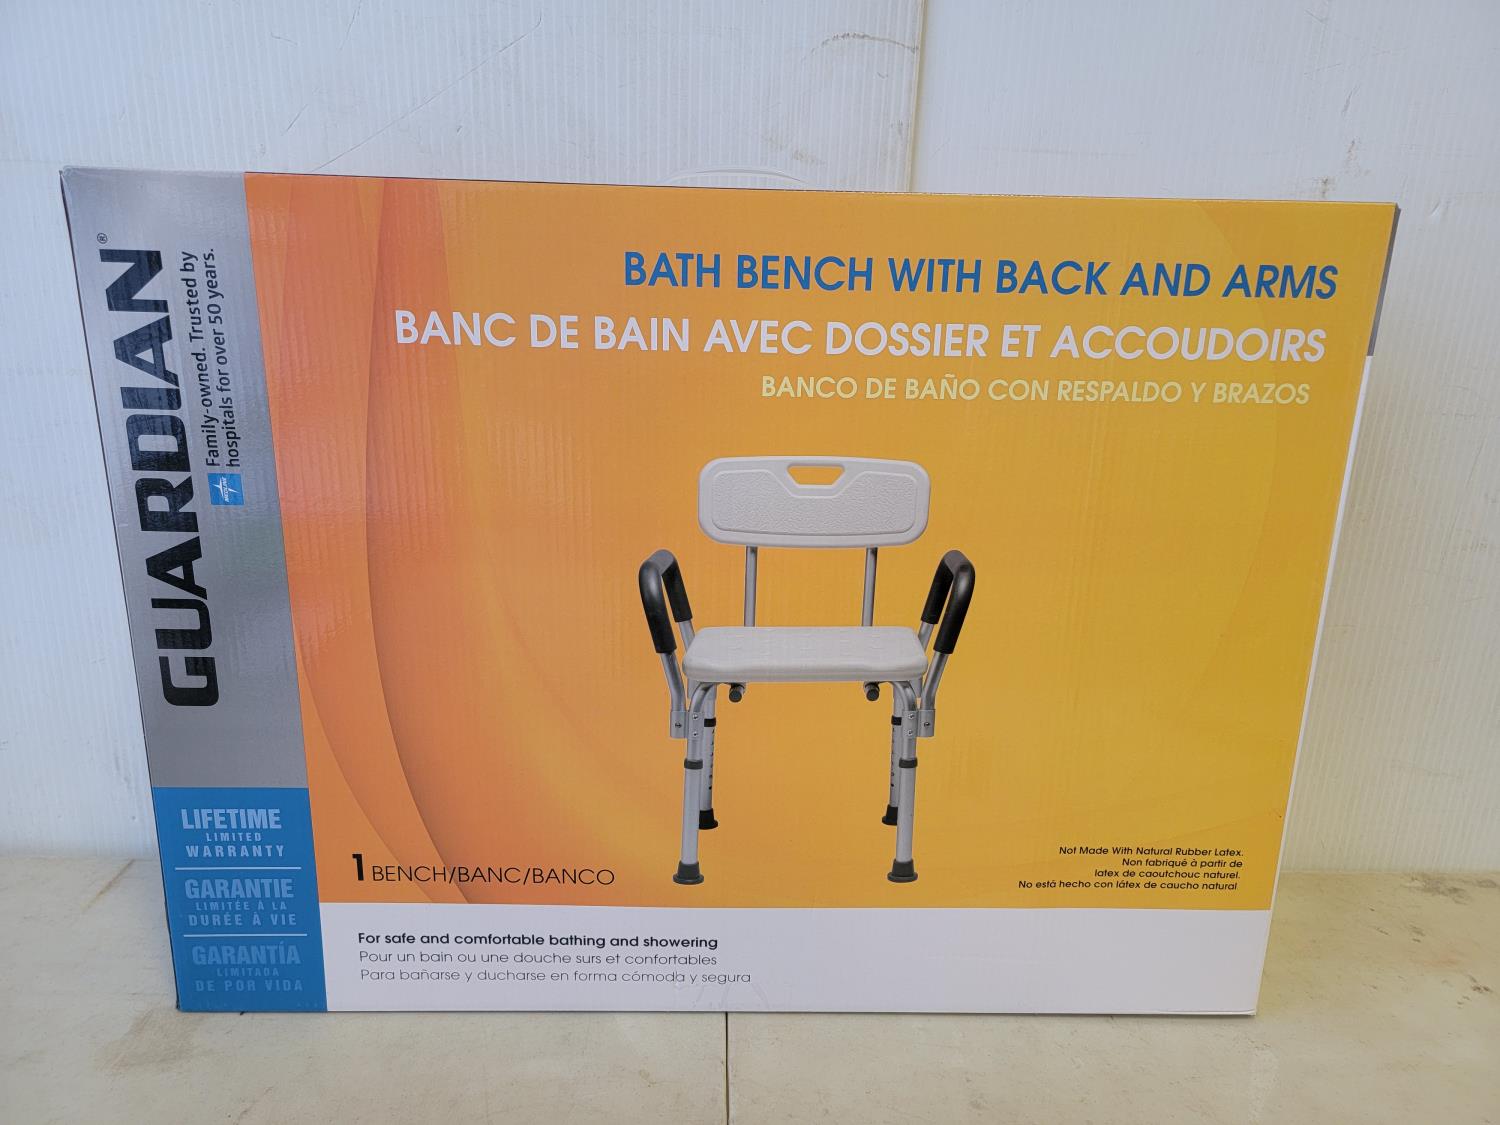 GUARDIAN®
Family-owned. Trusted by
hospitals for over 50 years.
MEDLINE
BATH BENCH WITH BACK AND ARMS
BANC DE BAIN AVEC DOSSIER ET ACCOUDOIRS
BANCO DE BAÑO CON RESPALDO Y BRAZOS
LIFETIME
LIMITED
WARRANTY
GARANTIE
LIMITÉE À LA
DURÉE À VIE
GARANTÍA
LIMITADA
DE POR VIDA
1 BENCH/BANC/BANCO
Not Made With Natural Rubber Latex.
Non fabriqué à partir de
latex de caoutchouc naturel.
No está hecho con látex de caucho natural
For safe and comfortable bathing and showering
Pour un bain ou une douche surs et confortables
Para bañarse y ducharse en forma cómoda y segura